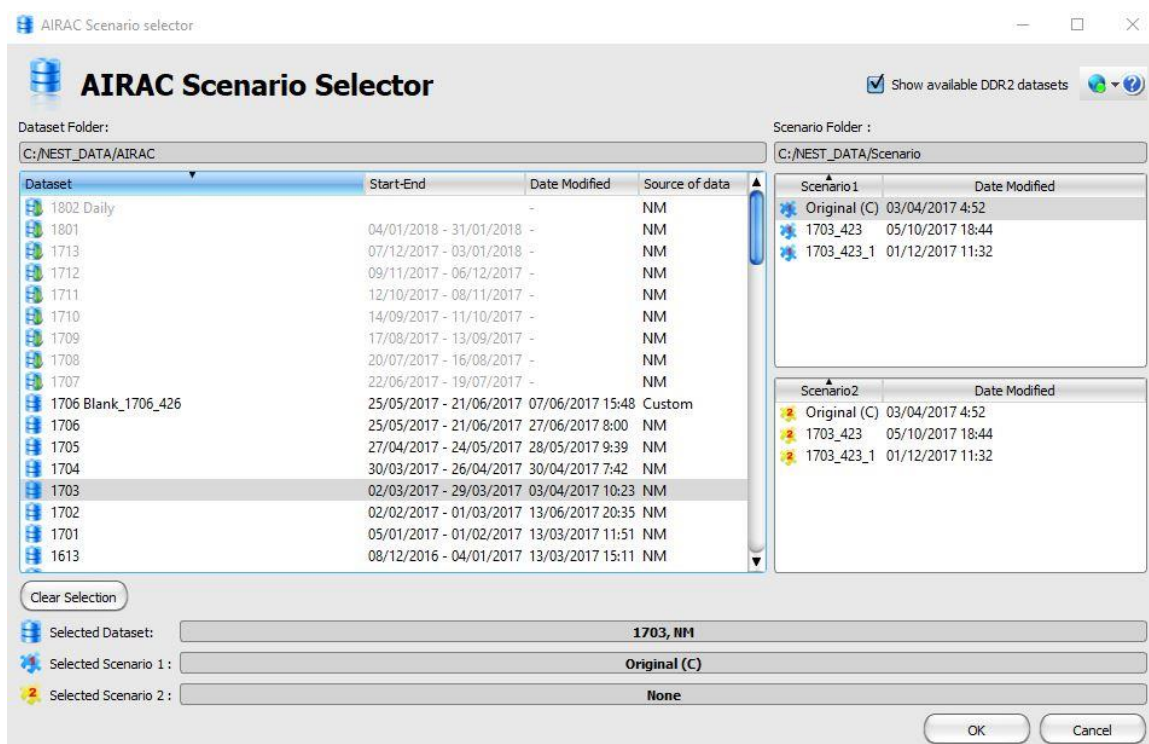 AIRAC Scenario selector
AIRAC Scenario Selector
Show available DDR2 datasets
Dataset Folder:
Scenario Folder :
C:/NEST_DATA/AIRAC
C:/NEST_DATA/Scenario
Dataset Start-End Date Modified Source of data
1802 Daily - NM
1801 04/01/2018 - 31/01/2018 - NM
1713 07/12/2017 - 03/01/2018 - NM
1712 09/11/2017 - 06/12/2017 - NM
1711 12/10/2017 - 08/11/2017 - NM
1710 14/09/2017 - 11/10/2017 - NM
1709 17/08/2017 - 13/09/2017 - NM
1708 20/07/2017 - 16/08/2017 - NM
1707 22/06/2017 - 19/07/2017 - NM
1706 Blank_1706_426 25/05/2017 - 21/06/2017 07/06/2017 15:48 Custom
1706 25/05/2017 - 21/06/2017 27/06/2017 8:00 NM
1705 27/04/2017 - 24/05/2017 28/05/2017 9:39 NM
1704 30/03/2017 - 26/04/2017 30/04/2017 7:42 NM
1703 02/03/2017 - 29/03/2017 03/04/2017 10:23 NM
1702 02/02/2017 - 01/03/2017 13/06/2017 20:35 NM
1701 05/01/2017 - 01/02/2017 13/03/2017 11:51 NM
1613 08/12/2016 - 04/01/2017 13/03/2017 15:11 NM
Scenario1 Date Modified
Original (C) 03/04/2017 4:52
1703_423 05/10/2017 18:44
1703_423_1 01/12/2017 11:32
Scenario2 Date Modified
Original (C) 03/04/2017 4:52
1703_423 05/10/2017 18:44
1703_423_1 01/12/2017 11:32
Clear Selection
Selected Dataset: 1703, NM
Selected Scenario 1 : Original (C)
Selected Scenario 2 : None
OK Cancel